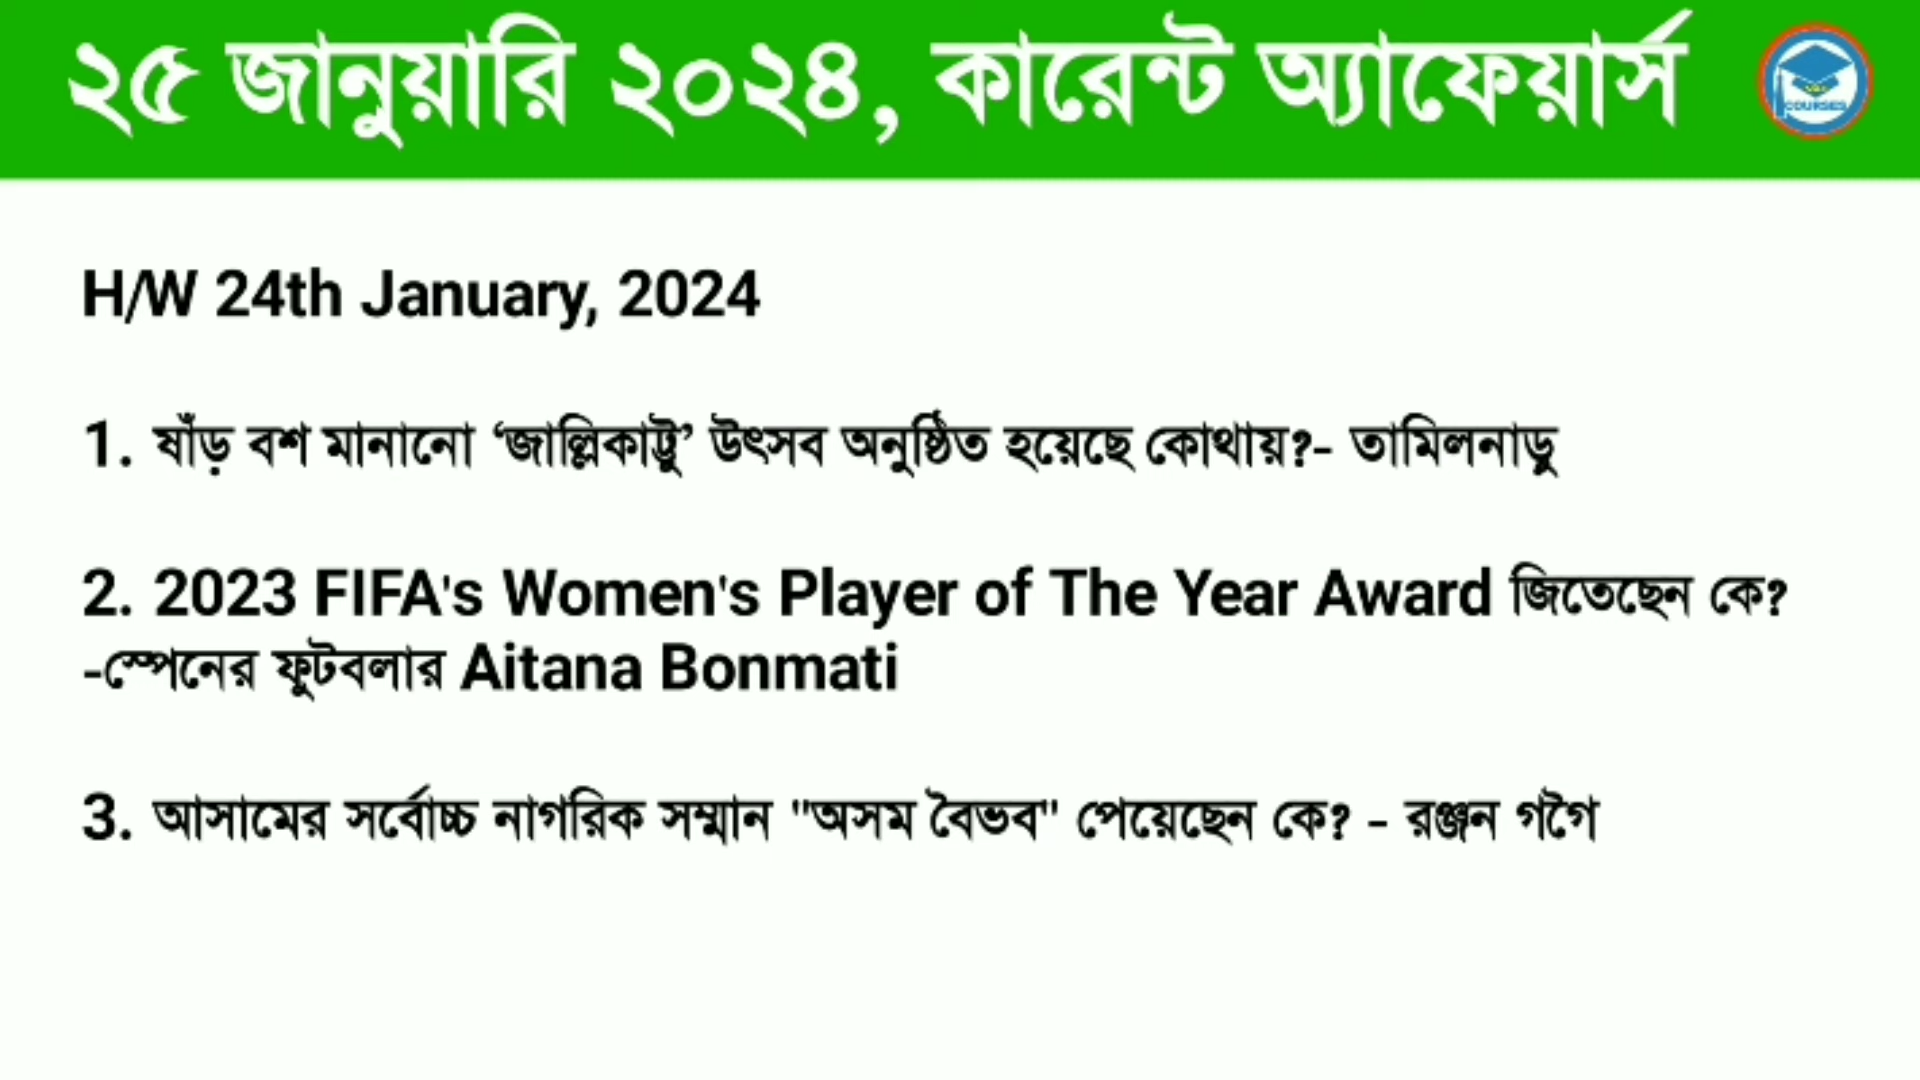 ২৫ জানুয়ারি ২০২৪, কারেন্ট অ্যাফেয়ার্স
COURSES
H/W 24th January, 2024
1. ষাঁড় বশ মানানো ‘জাল্লিকাট্টু’ উৎসব অনুষ্ঠিত হয়েছে কোথায়?- তামিলনাড়ু
2. 2023 FIFA's Women's Player of The Year Award জিতেছেন কে?
-স্পেনের ফুটবলার Aitana Bonmati
3. আসামের সর্বোচ্চ নাগরিক সম্মান "অসম বৈভব" পেয়েছেন কে? - রঞ্জন গগৈ